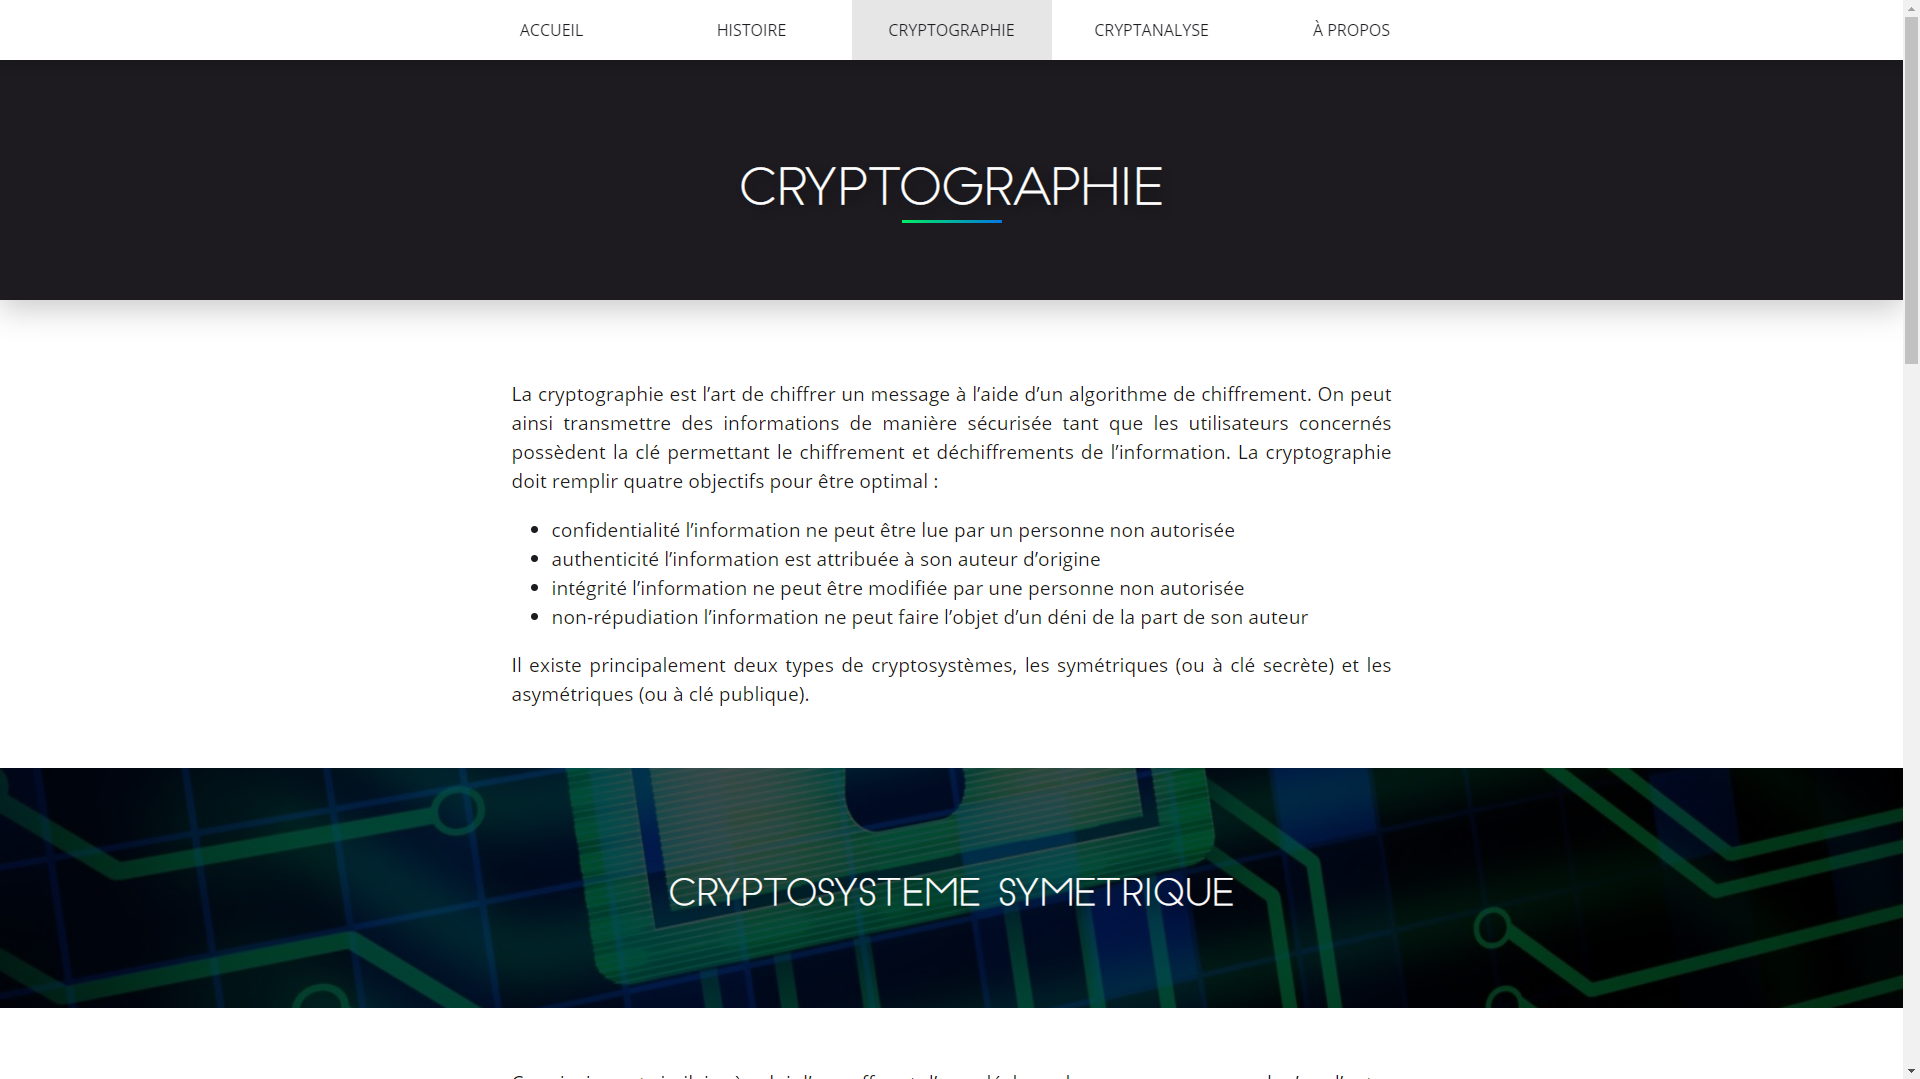 ACCUEIL
HISTOIRE
CRYPTOGRAPHIE
CRYPTANALYSE
À PROPOS
CRYPTOGRAPHIE
La cryptographie est l’art de chiffrer un message à l’aide d’un algorithme de chiffrement. On peut
ainsi transmettre des informations de manière sécurisée tant que les utilisateurs concernés
possèdent la clé permettant le chiffrement et déchiffrements de l’information. La cryptographie
doit remplir quatre objectifs pour être optimal :
• confidentialité l’information ne peut être lue par un personne non autorisée
• authenticité l’information est attribuée à son auteur d’origine
• intégrité l’information ne peut être modifiée par une personne non autorisée
• non-répudiation l’information ne peut faire l’objet d’un déni de la part de son auteur
Il existe principalement deux types de cryptosystèmes, les symétriques (ou à clé secrète) et les
asymétriques (ou à clé publique).
CRYPTOSYSTEME SYMETRIQUE